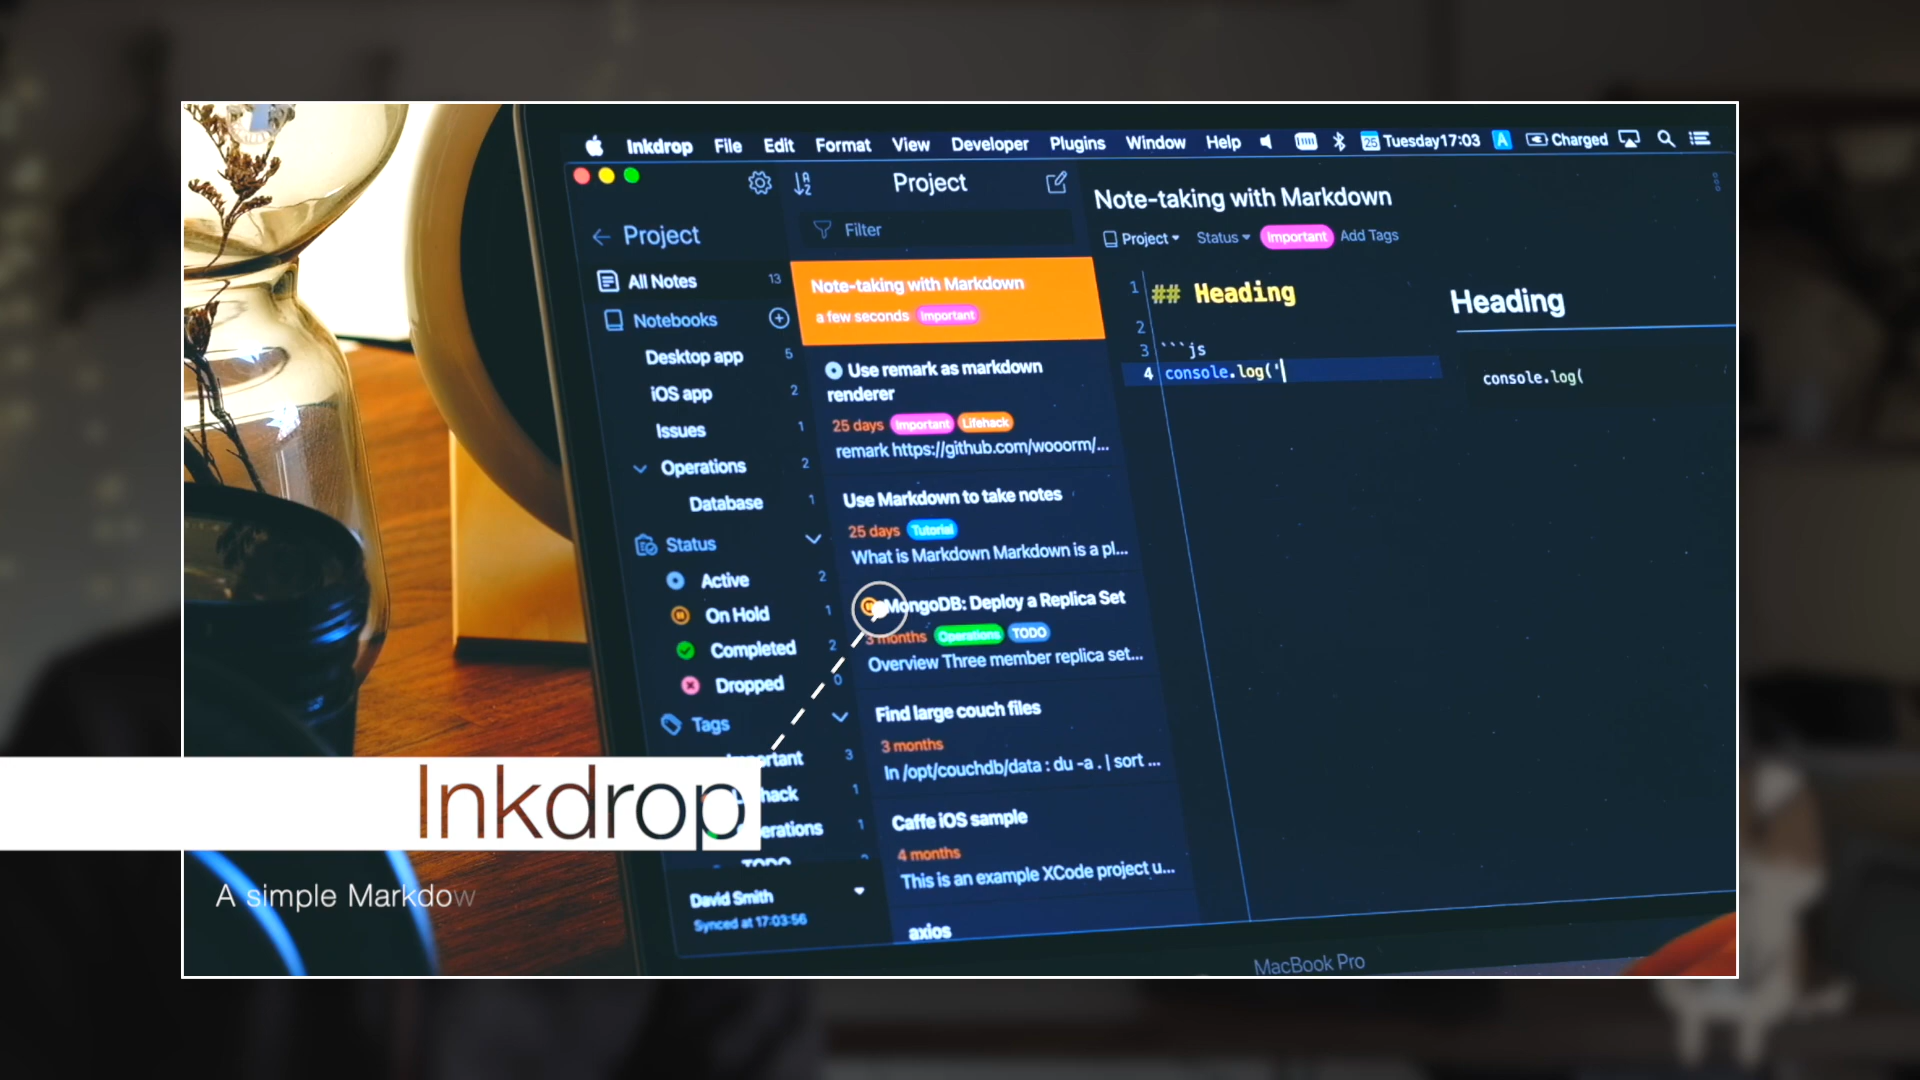 Inkdrop File Edit Format View Developer Plugins Window Help 25 Tuesday17:03 A Charged
Project
Project
Filter
All Notes 13
Notebooks
Desktop app 5
iOS app 2
Issues 1
Operations 2
Database 1
Status
Active 2
On Hold 1
Completed 2
Dropped 0
Tags
3
1
1
TODO
David Smith
Synced at 17:03:56
Note-taking with Markdown
a few seconds Important
Use remark as markdown
renderer
25 days Important Lifehack
remark https://github.com/wooorm/...
Use Markdown to take notes
25 days Tutorial
What is Markdown Markdown is a pl...
MongoDB: Deploy a Replica Set
3 months Operations TODO
Overview Three member replica set...
Find large couch files
3 months
In /opt/couchdb/data : du -a . | sort ...
Caffe iOS sample
4 months
This is an example XCode project u...
axios
Note-taking with Markdown
Project Status Important Add Tags
1 ## Heading
2
3 ```js
4 console.log('
Heading
console.log(
MacBook Pro
Inkdrop
A simple Markdow